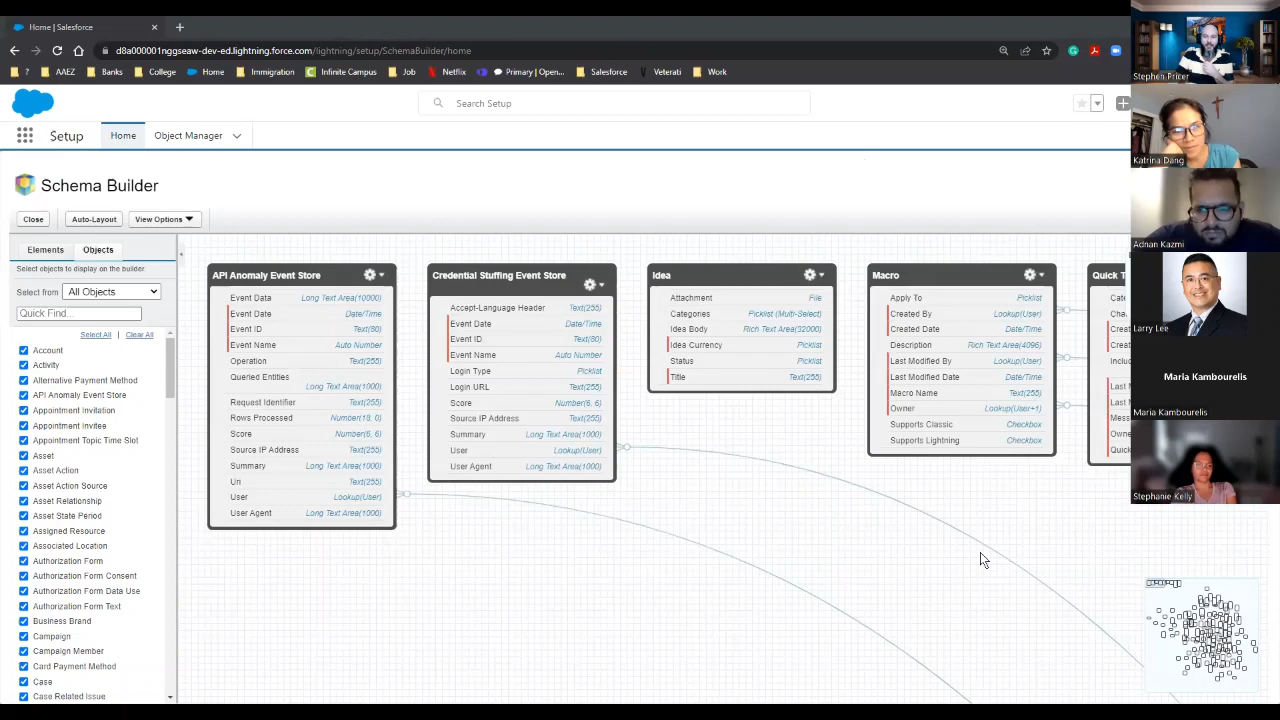 Home | Salesforce
d8a000001nggseaw-dev-ed.lightning.force.com/lightning/setup/SchemaBuilder/home
? AAEZ Banks College Home Immigration Infinite Campus Job Netflix Primary | Open... Salesforce Veterati Work
Search Setup
Setup Home Object Manager
Schema Builder
Close Auto-Layout View Options
Elements Objects
Select objects to display on the builder.
Select from All Objects
Quick Find...
Select All | Clear All
Account
Activity
Alternative Payment Method
API Anomaly Event Store
Appointment Invitation
Appointment Invitee
Appointment Topic Time Slot
Asset
Asset Action
Asset Action Source
Asset Relationship
Asset State Period
Assigned Resource
Associated Location
Authorization Form
Authorization Form Consent
Authorization Form Data Use
Authorization Form Text
Business Brand
Campaign
Campaign Member
Card Payment Method
Case
Case Related Issue
API Anomaly Event Store
Event Data Long Text Area(10000)
Event Date Date/Time
Event ID Text(80)
Event Name Auto Number
Operation Text(255)
Queried Entities
Long Text Area(1000)
Request Identifier Text(255)
Rows Processed Number(18, 0)
Score Number(6, 6)
Source IP Address Text(255)
Summary Long Text Area(1000)
Uri Text(255)
User Lookup(User)
User Agent Long Text Area(1000)
Credential Stuffing Event Store
Accept-Language Header Text(255)
Event Date Date/Time
Event ID Text(80)
Event Name Auto Number
Login Type Picklist
Login URL Text(255)
Score Number(6, 6)
Source IP Address Text(255)
Summary Long Text Area(1000)
User Lookup(User)
User Agent Long Text Area(1000)
Idea
Attachment File
Categories Picklist (Multi-Select)
Idea Body Rich Text Area(32000)
Idea Currency Picklist
Status Picklist
Title Text(255)
Macro
Apply To Picklist
Created By Lookup(User)
Created Date Date/Time
Description Rich Text Area(4096)
Last Modified By Lookup(User)
Last Modified Date Date/Time
Macro Name Text(255)
Owner Lookup(User+1)
Supports Classic Checkbox
Supports Lightning Checkbox
Quick T
Cate
Cha
Creat
Creat
Inclu
Last M
Last M
Mes
Own
Quic
Stephen Pricer
Katrina Dang
Adnan Kazmi
Larry Lee
Maria Kambourelis
Maria Kambourelis
Stephanie Kelly